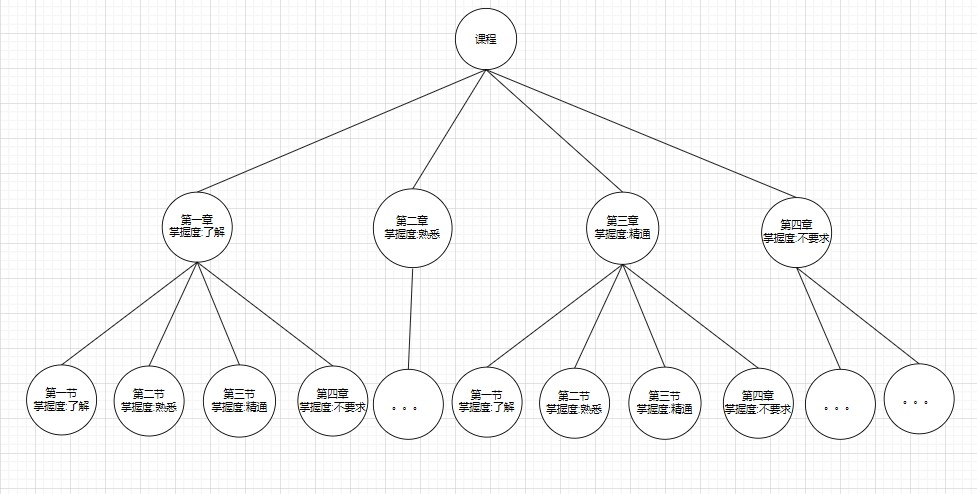 课程
第一章
掌握度:了解
第二章
掌握度:熟悉
第三章
掌握度:精通
第四章
掌握度:不要求
第一节
掌握度:了解
第二节
掌握度:熟悉
第三节
掌握度:精通
第四章
掌握度:不要求
。。。
第一节
掌握度:了解
第二节
掌握度:熟悉
第三节
掌握度:精通
第四章
掌握度:不要求
。。。
。。。